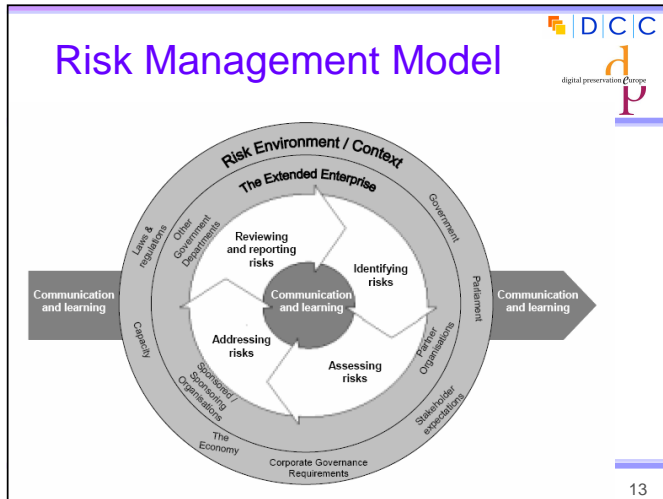 D|C|C
Risk Management Model
digital preservation europe
dp
Risk Environment / Context
The Extended Enterprise
Laws &
regulations
Other
Government
Departments
Government
Reviewing
and reporting
risks
Identifying
risks
Communication
and learning
Communication
and learning
Communication
and learning
Parliament
Capacity
Addressing
risks
Assessing
risks
Partner
Organisations
Sponsored /
Sponsoring
Organisations
Stakeholder
expectations
The
Economy
Corporate Governance
Requirements
13